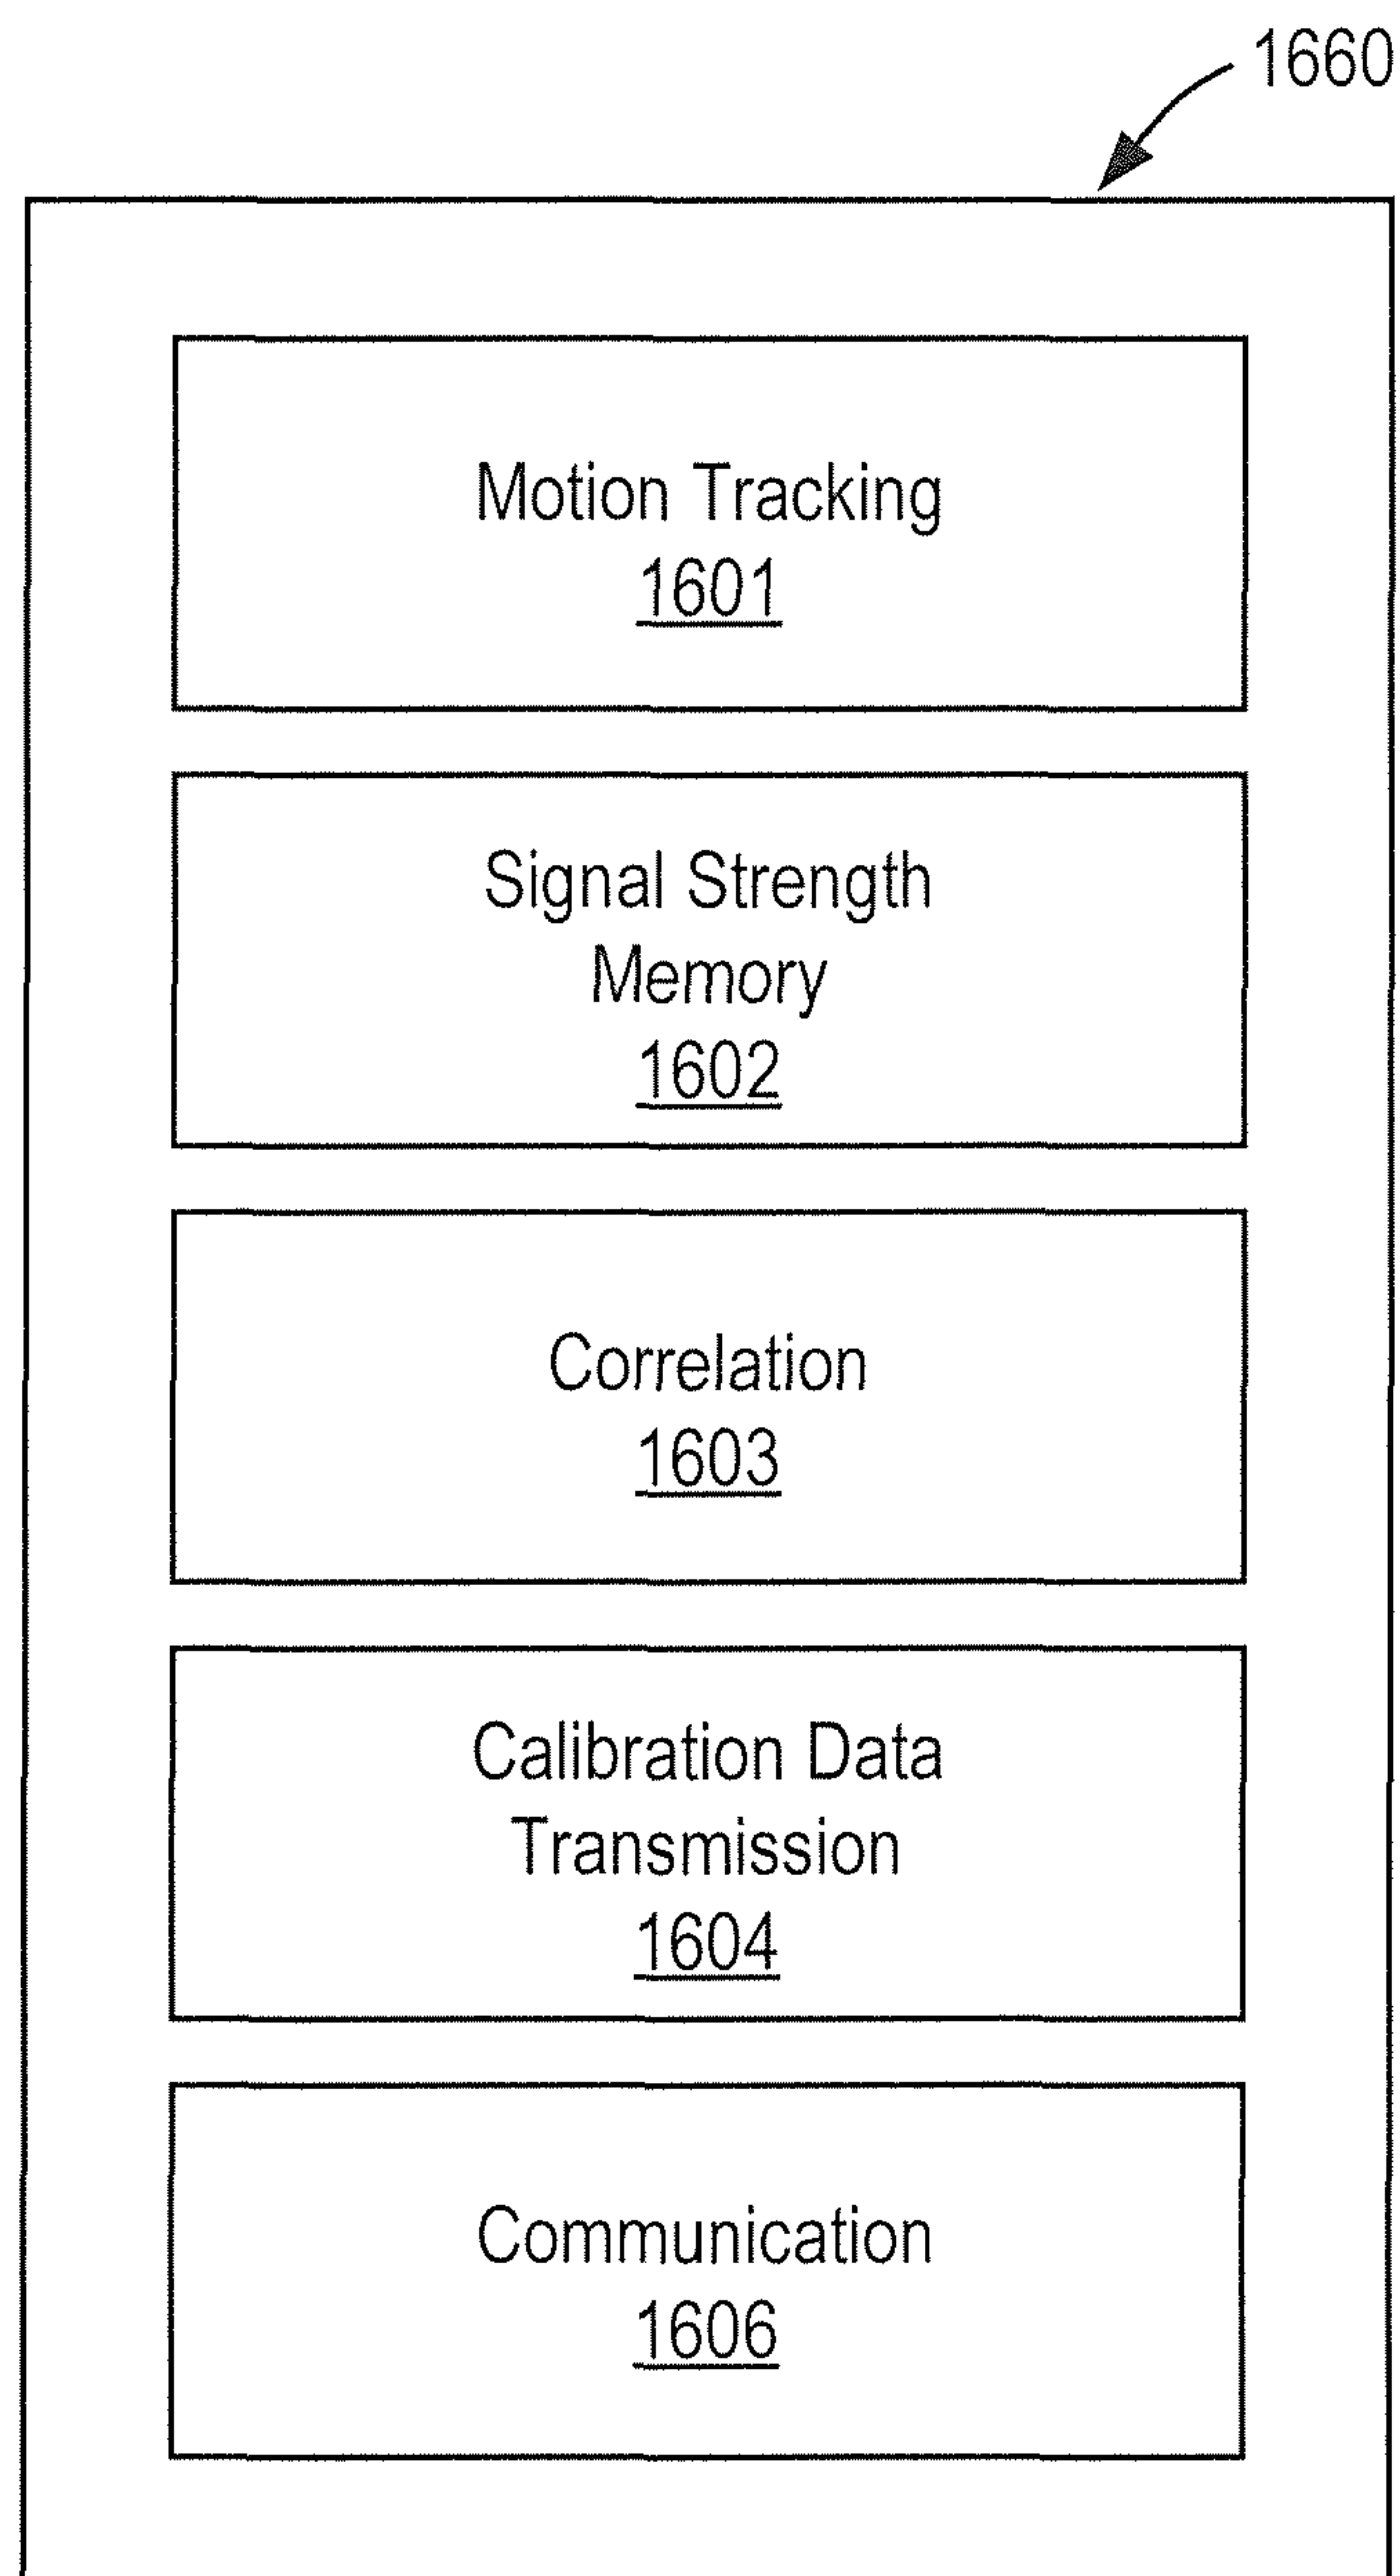 1660
Motion Tracking
1601
Signal Strength
Memory
1602
Correlation
1603
Calibration Data
Transmission
1604
Communication
1606